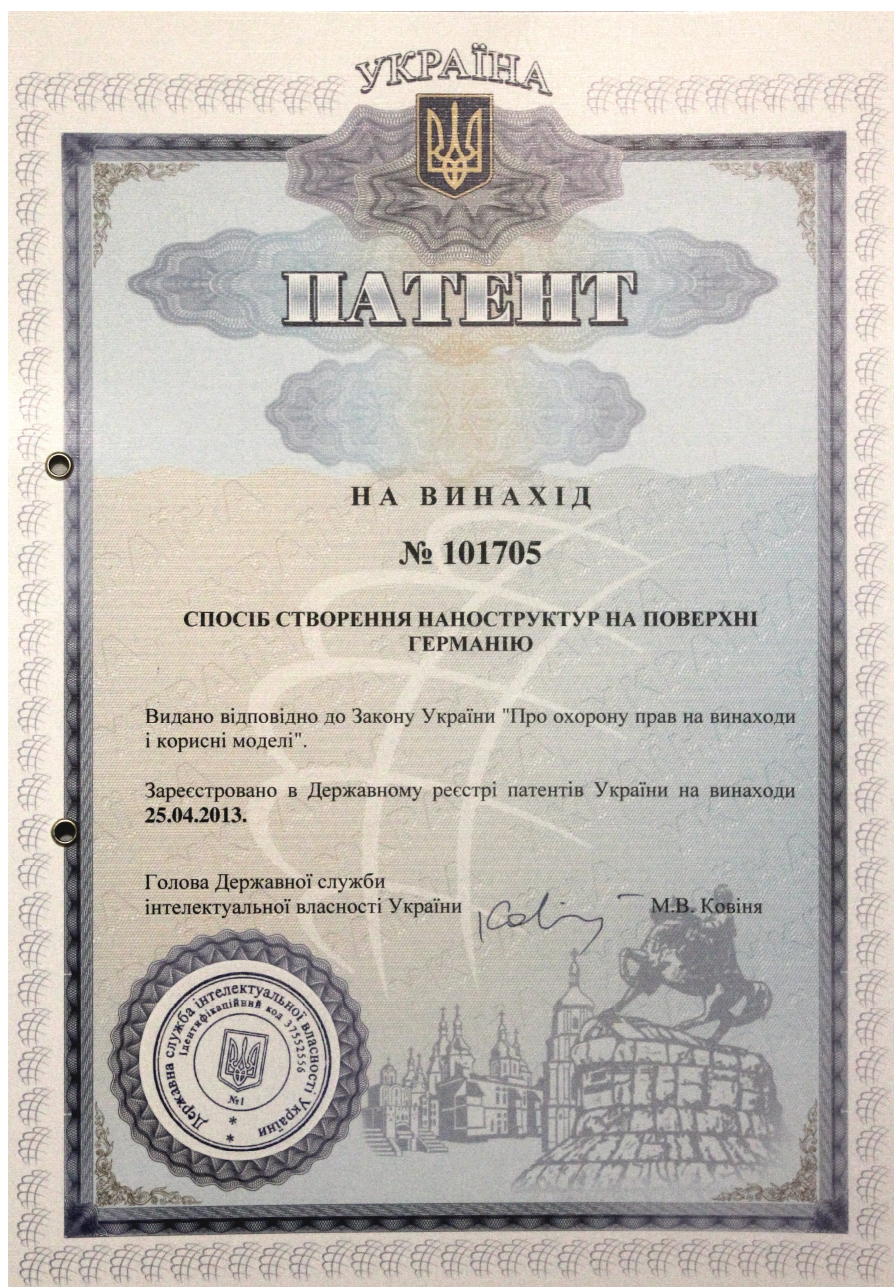 УКРАЇНА
ПАТЕНТ
НА ВИНАХІД
№ 101705
СПОСІБ СТВОРЕННЯ НАНОСТРУКТУР НА ПОВЕРХНІ
ГЕРМАНІЮ
Видано відповідно до Закону України "Про охорону прав на винаходи
і корисні моделі".
Зареєстровано в Державному реєстрі патентів України на винаходи
25.04.2013.
Голова Державної служби
інтелектуальної власності України
М.В. Ковіня
Державна служба інтелектуальної власності України
Ідентифікаційний код 37552556
№1